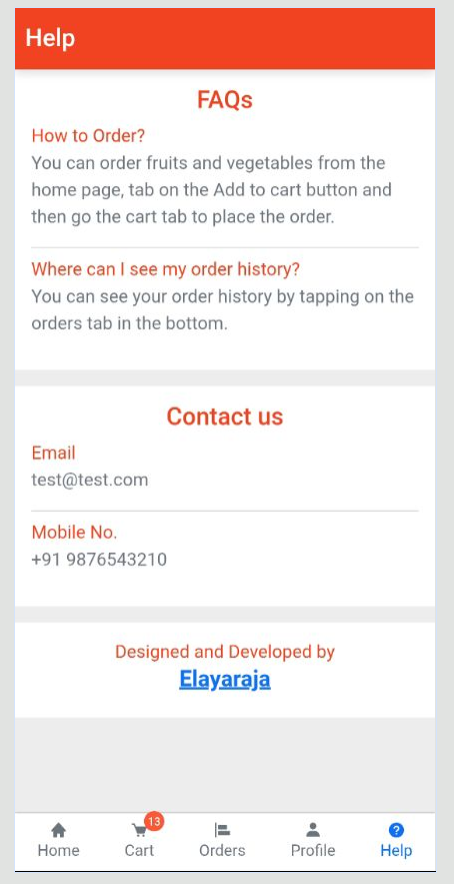 Help
FAQs
How to Order?
You can order fruits and vegetables from the
home page, tab on the Add to cart button and
then go the cart tab to place the order.
Where can I see my order history?
You can see your order history by tapping on the
orders tab in the bottom.
Contact us
Email
test@test.com
Mobile No.
+91 9876543210
Designed and Developed by
Elayaraja
13
?
Home Cart Orders Profile Help